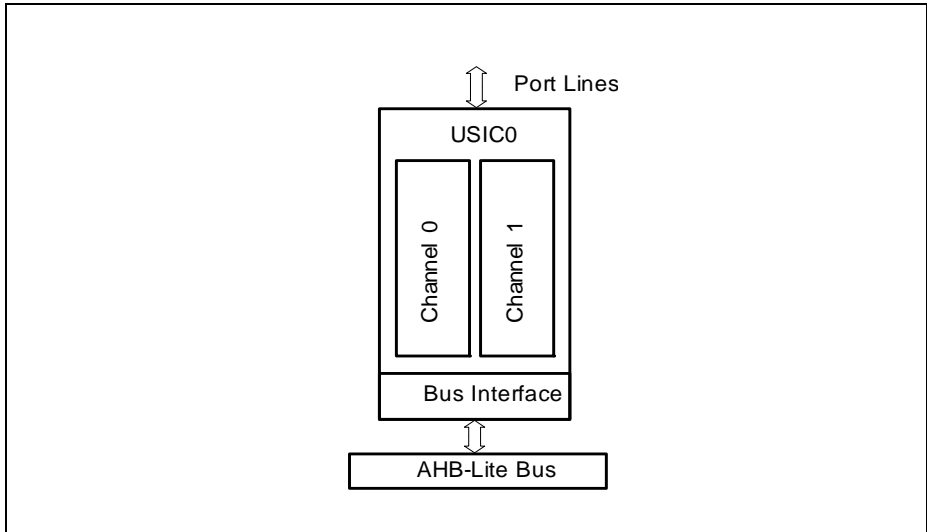 Port Lines
USIC0
Channel 0
Channel 1
Bus Interface
AHB-Lite Bus